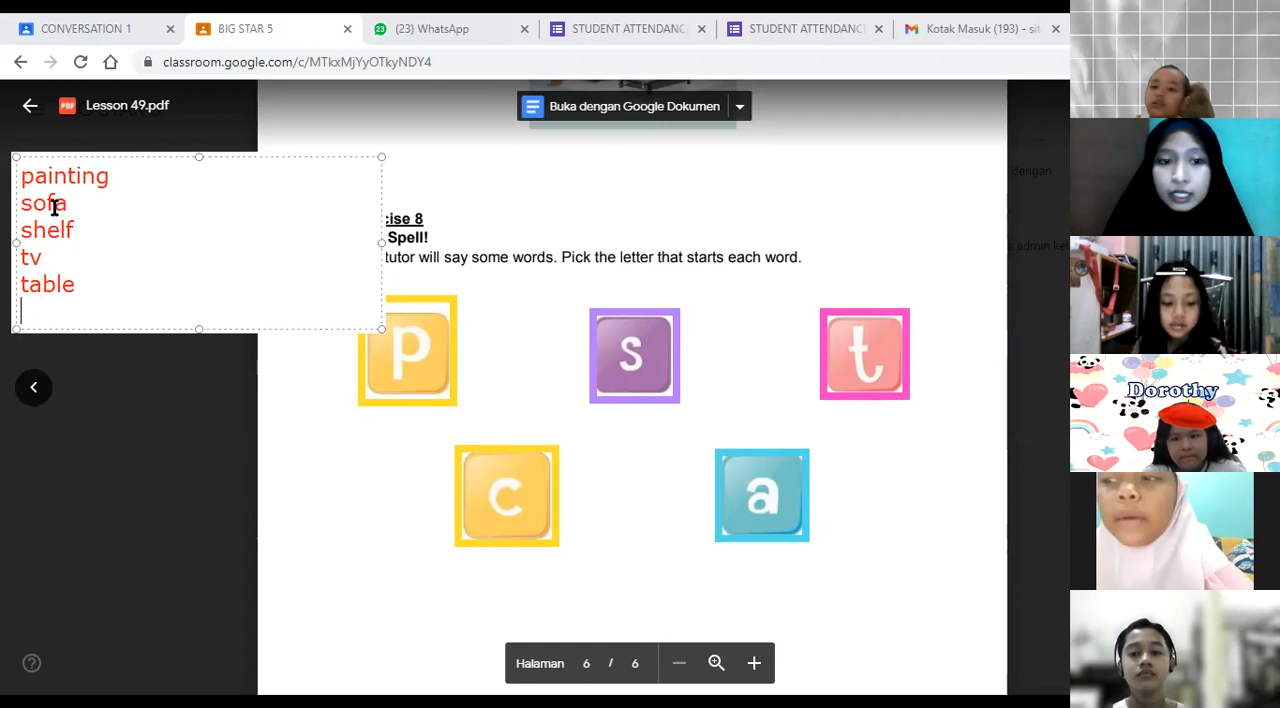 CONVERSATION 1
BIG STAR 5
(23) WhatsApp
STUDENT ATTENDANC
STUDENT ATTENDANC
Kotak Masuk (193) - sit
classroom.google.com/c/MTkxMjYyOTkyNDY4
PDF
Lesson 49.pdf
Buka dengan Google Dokumen
painting
sofa
shelf
tv
table
cise 8
Spell!
tutor will say some words. Pick the letter that starts each word.
p
s
t
c
a
Halaman 6 / 6
dengan
Dorothy